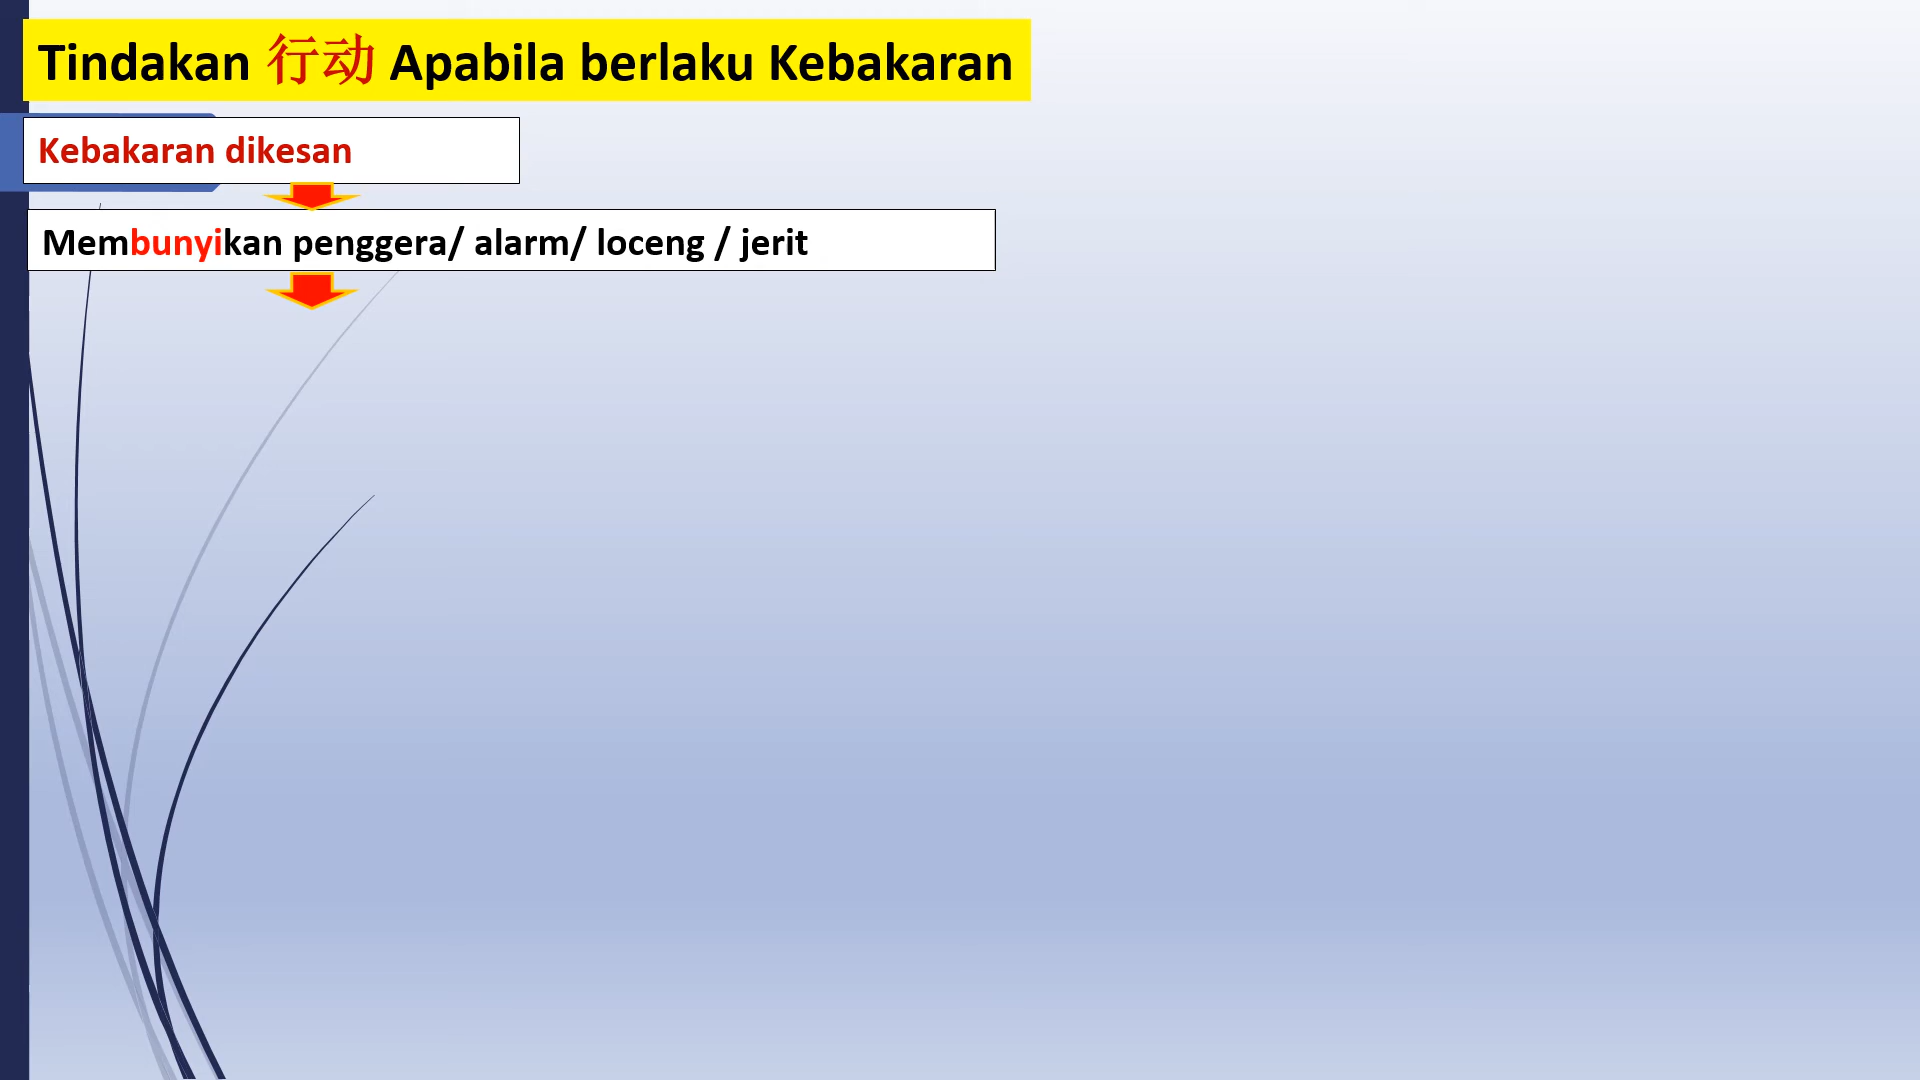 Tindakan 行动 Apabila berlaku Kebakaran
Kebakaran dikesan
Membunyikan penggera/ alarm/ loceng / jerit